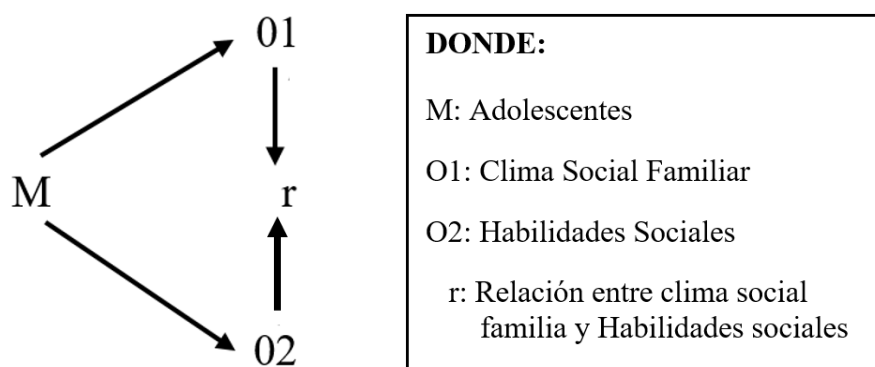 01
M
r
02
DONDE:
M: Adolescentes
O1: Clima Social Familiar
O2: Habilidades Sociales
r: Relación entre clima social
familia y Habilidades sociales